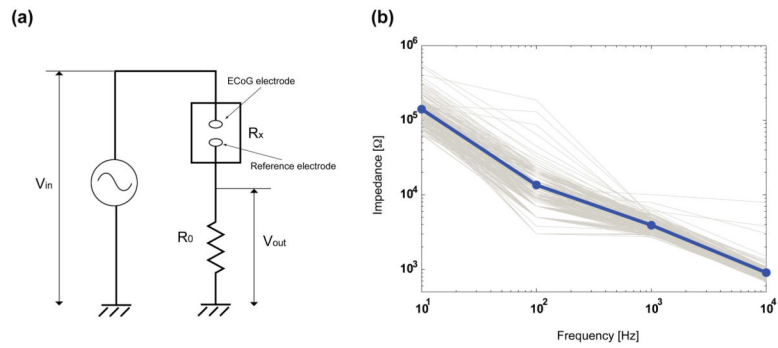 (a)
ECoG electrode
Rx
Reference electrode
Vin
R0
Vout
(b)
Impedance [Ω]
10^6
10^5
10^4
10^3
10^1
10^2
10^3
10^4
Frequency [Hz]